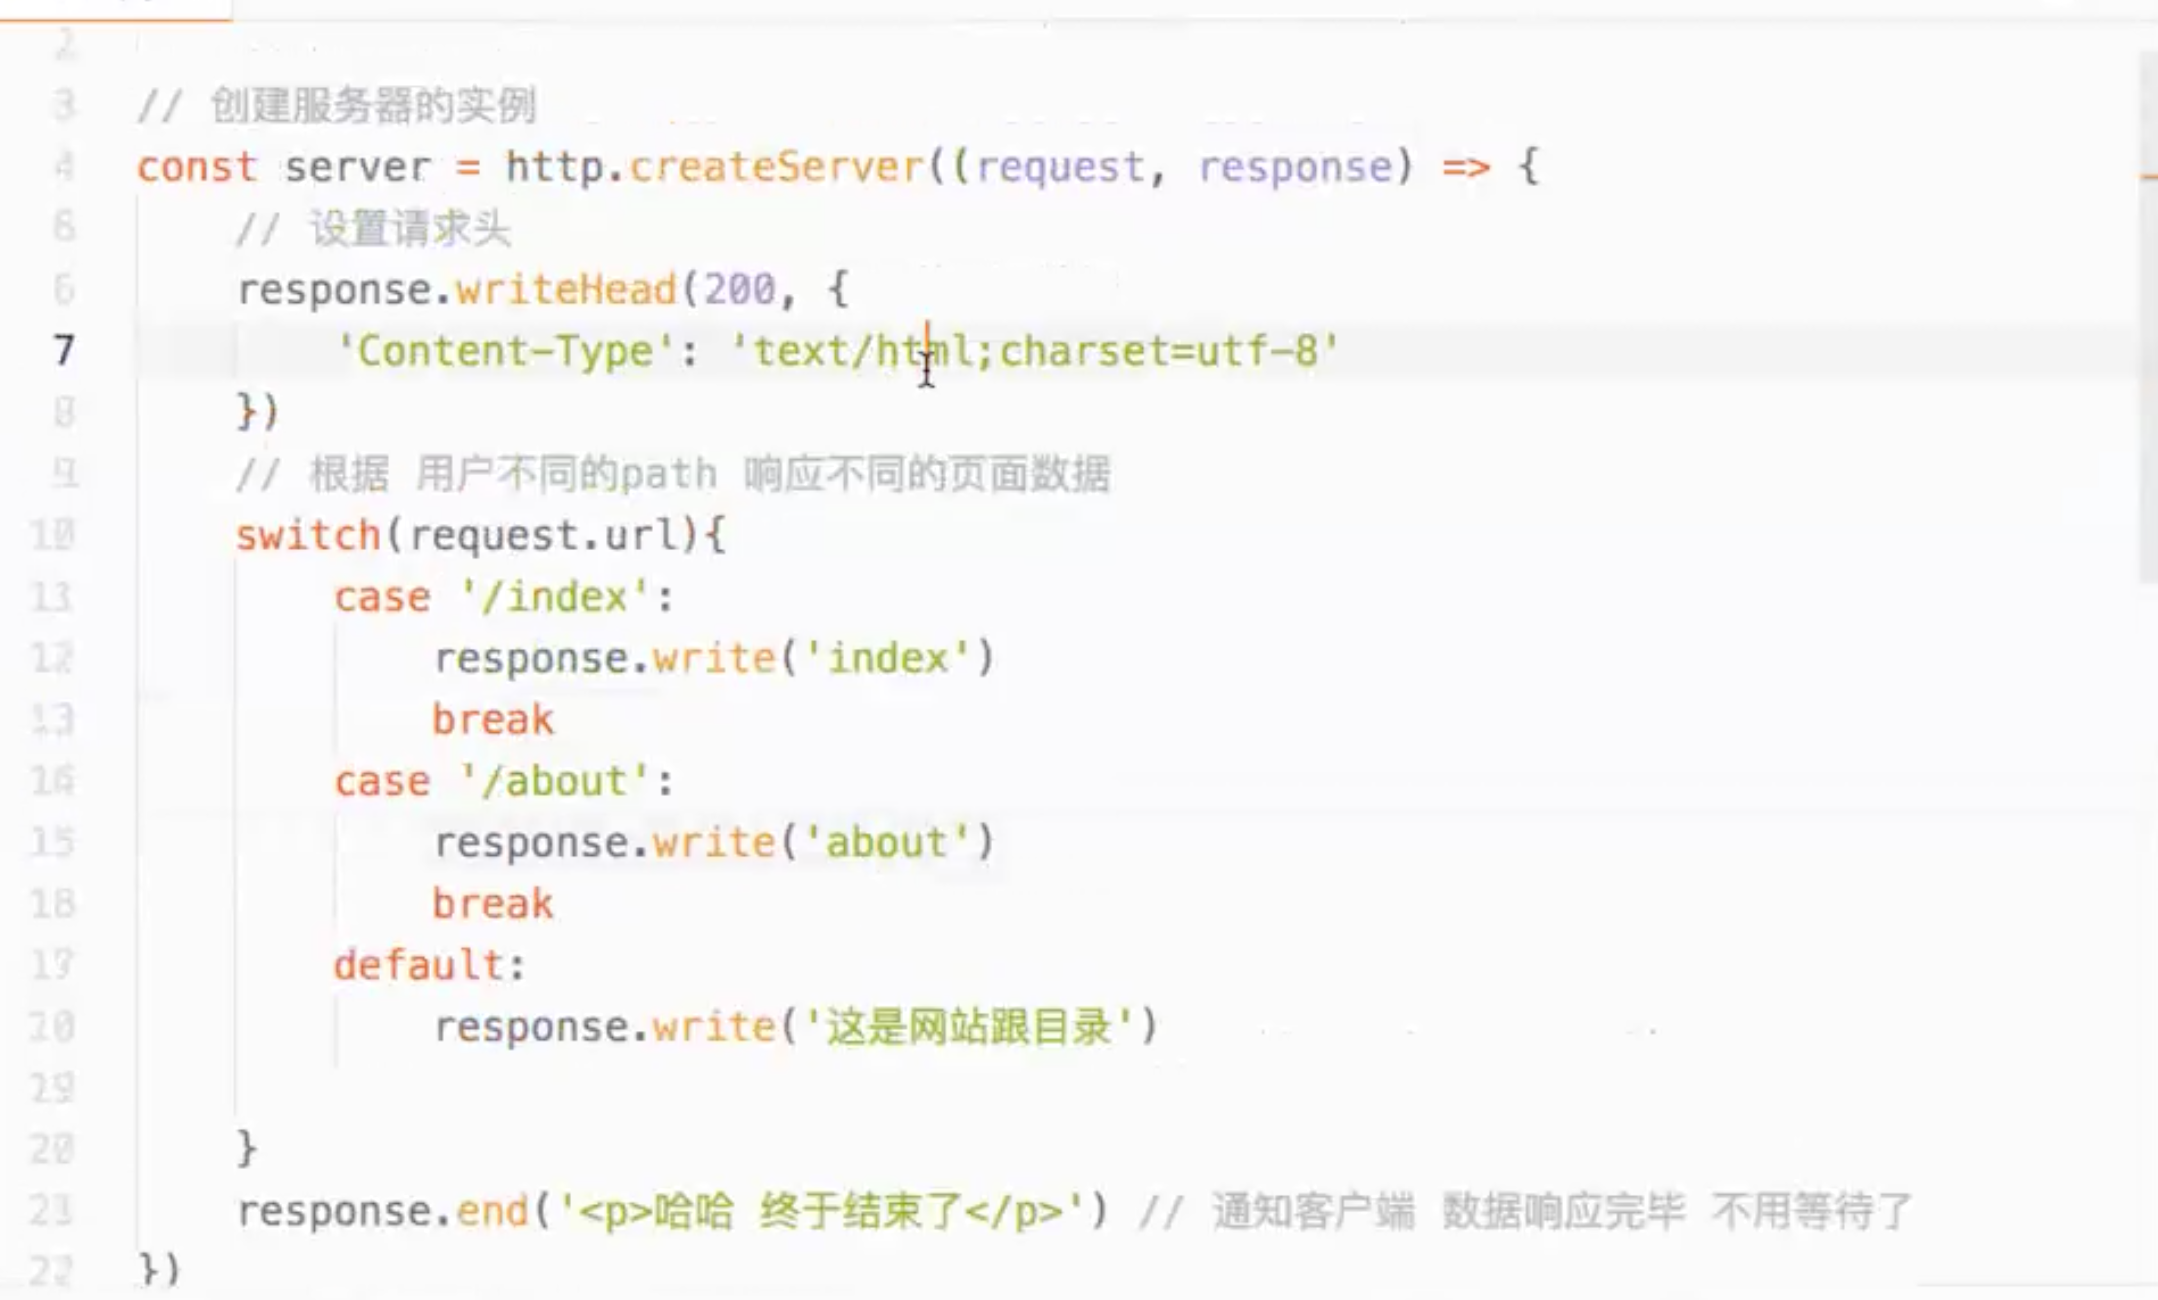 2
3 // 创建服务器的实例
4 const server = http.createServer((request, response) => {
6 // 设置请求头
6 response.writeHead(200, {
7 'Content-Type': 'text/html;charset=utf-8'
8 })
9 // 根据 用户不同的path 响应不同的页面数据
10 switch(request.url){
11 case '/index':
12 response.write('index')
13 break
14 case '/about':
15 response.write('about')
18 break
17 default:
18 response.write('这是网站跟目录')
19
20 }
21 response.end('<p>哈哈 终于结束了</p>') // 通知客户端 数据响应完毕 不用等待了
22 })